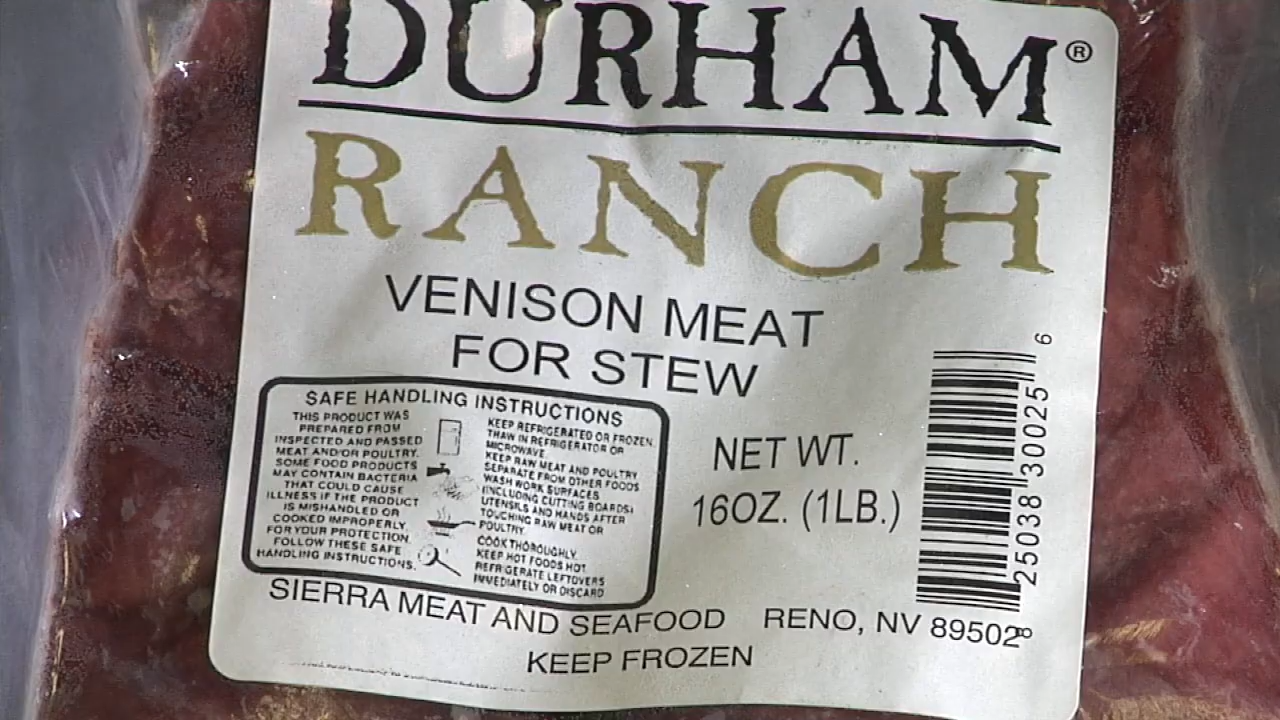 DURHAM®
RANCH
VENISON MEAT
FOR STEW
SAFE HANDLING INSTRUCTIONS
THIS PRODUCT WAS
PREPARED FROM
INSPECTED AND PASSED
MEAT AND/OR POULTRY.
SOME FOOD PRODUCTS
MAY CONTAIN BACTERIA
THAT COULD CAUSE
ILLNESS IF THE PRODUCT
IS MISHANDLED OR
COOKED IMPROPERLY.
FOR YOUR PROTECTION,
FOLLOW THESE SAFE
HANDLING INSTRUCTIONS.
KEEP REFRIGERATED OR FROZEN.
THAW IN REFRIGERATOR OR
MICROWAVE.
KEEP RAW MEAT AND POULTRY
SEPARATE FROM OTHER FOODS
WASH WORK SURFACES
(INCLUDING CUTTING BOARDS)
UTENSILS AND HANDS AFTER
TOUCHING RAW MEAT OR
POULTRY.
COOK THOROUGHLY.
KEEP HOT FOODS HOT.
REFRIGERATE LEFTOVERS
IMMEDIATELY OR DISCARD
NET WT.
16OZ. (1LB.)
8 25038 30025 6
SIERRA MEAT AND SEAFOOD RENO, NV 89502
KEEP FROZEN